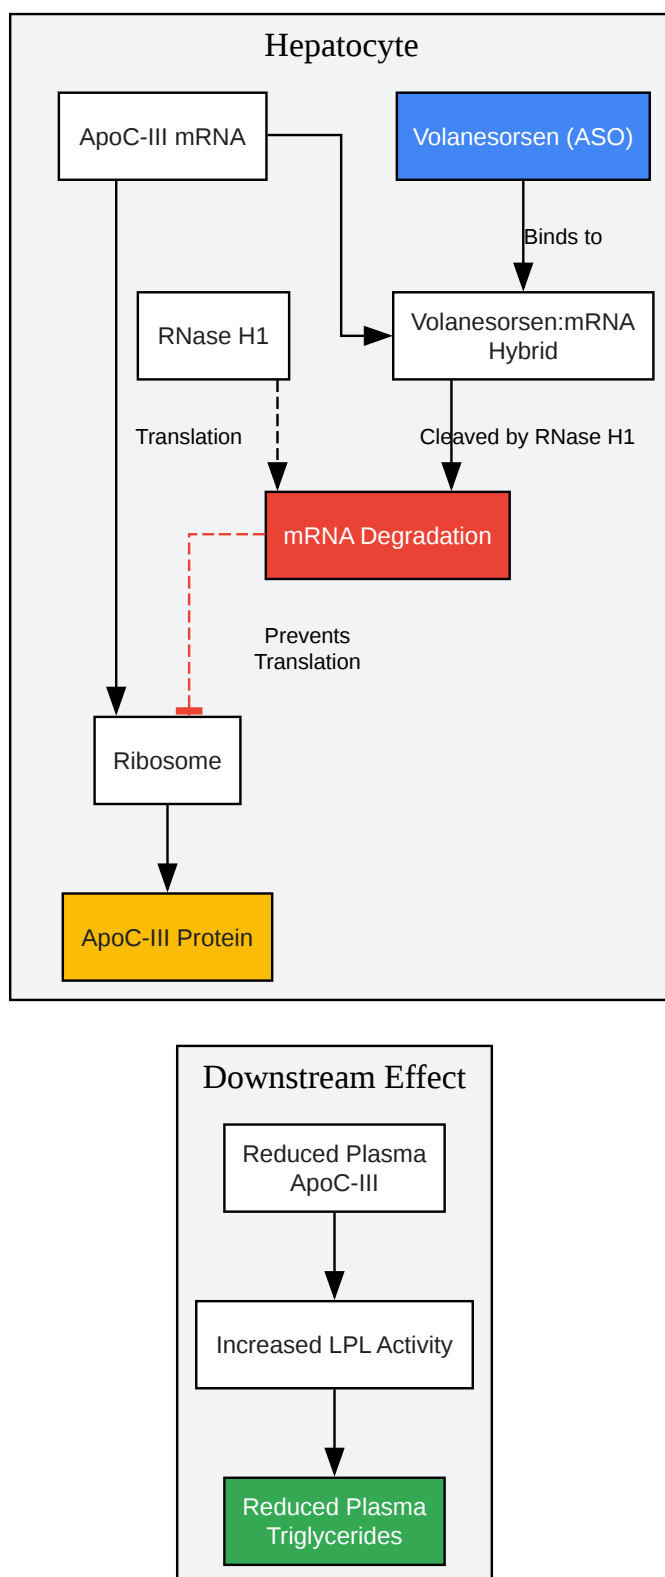 Hepatocyte
ApoC-III mRNA
Volanesorsen (ASO)
Binds to
RNase H1
Volanesorsen:mRNA
Hybrid
Translation
Cleaved by RNase H1
mRNA Degradation
Prevents
Translation
Ribosome
ApoC-III Protein
Downstream Effect
Reduced Plasma
ApoC-III
Increased LPL Activity
Reduced Plasma
Triglycerides